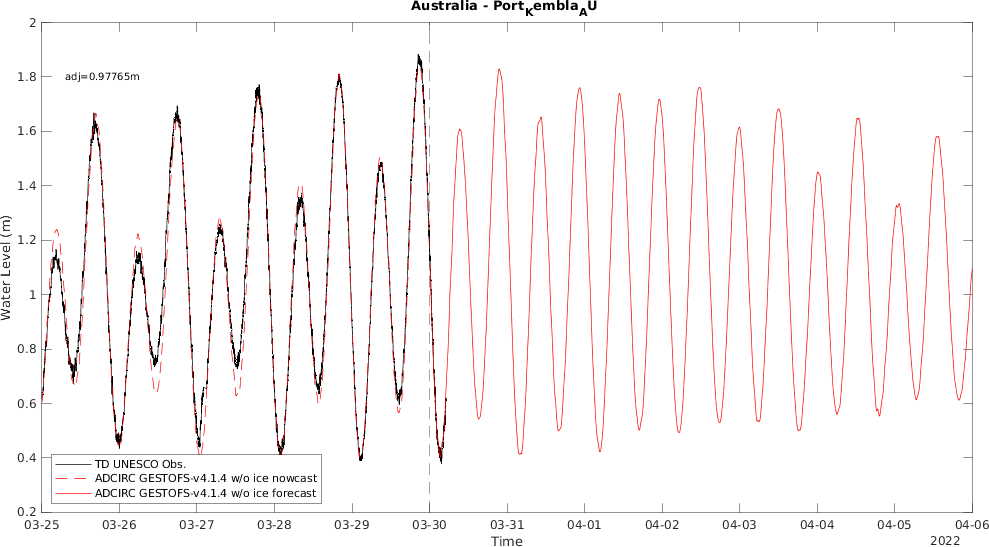 Australia - PortKemblaAU
adj=0.97765m
Water Level (m)
2
1.8
1.6
1.4
1.2
1
0.8
0.6
0.4
0.2
TD UNESCO Obs.
ADCIRC GESTOFS-v4.1.4 w/o ice nowcast
ADCIRC GESTOFS-v4.1.4 w/o ice forecast
03-25 03-26 03-27 03-28 03-29 03-30 03-31 04-01 04-02 04-03 04-04 04-05 04-06
Time
2022